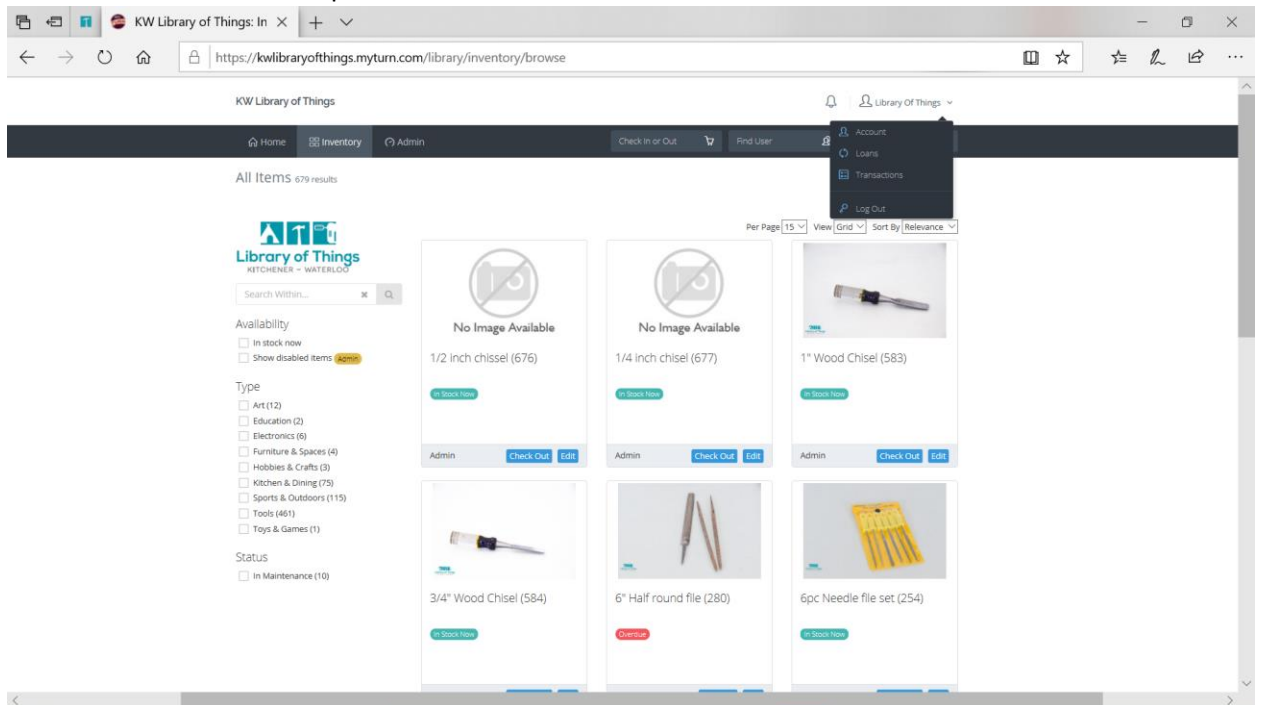 KW Library of Things: In
https://kwlibraryofthings.myturn.com/library/inventory/browse
KW Library of Things
Library Of Things
Home
Inventory
Admin
Check In or Out
Find User
Account
Loans
Transactions
Log Out
All Items 679 results
Per Page 15 View Grid Sort By Relevance
Library of Things
KITCHENER - WATERLOO
Search Within...
Availability
In stock now
Show disabled items Admin
Type
Art (12)
Education (2)
Electronics (6)
Furniture & Spaces (4)
Hobbies & Crafts (3)
Kitchen & Dining (75)
Sports & Outdoors (115)
Tools (461)
Toys & Games (1)
Status
In Maintenance (10)
No Image Available
1/2 inch chissel (676)
In Stock Now
Admin Check Out Edit
No Image Available
1/4 inch chisel (677)
In Stock Now
Admin Check Out Edit
1" Wood Chisel (583)
In Stock Now
Admin Check Out Edit
3/4" Wood Chisel (584)
In Stock Now
6" Half round file (280)
Overdue
6pc Needle file set (254)
In Stock Now